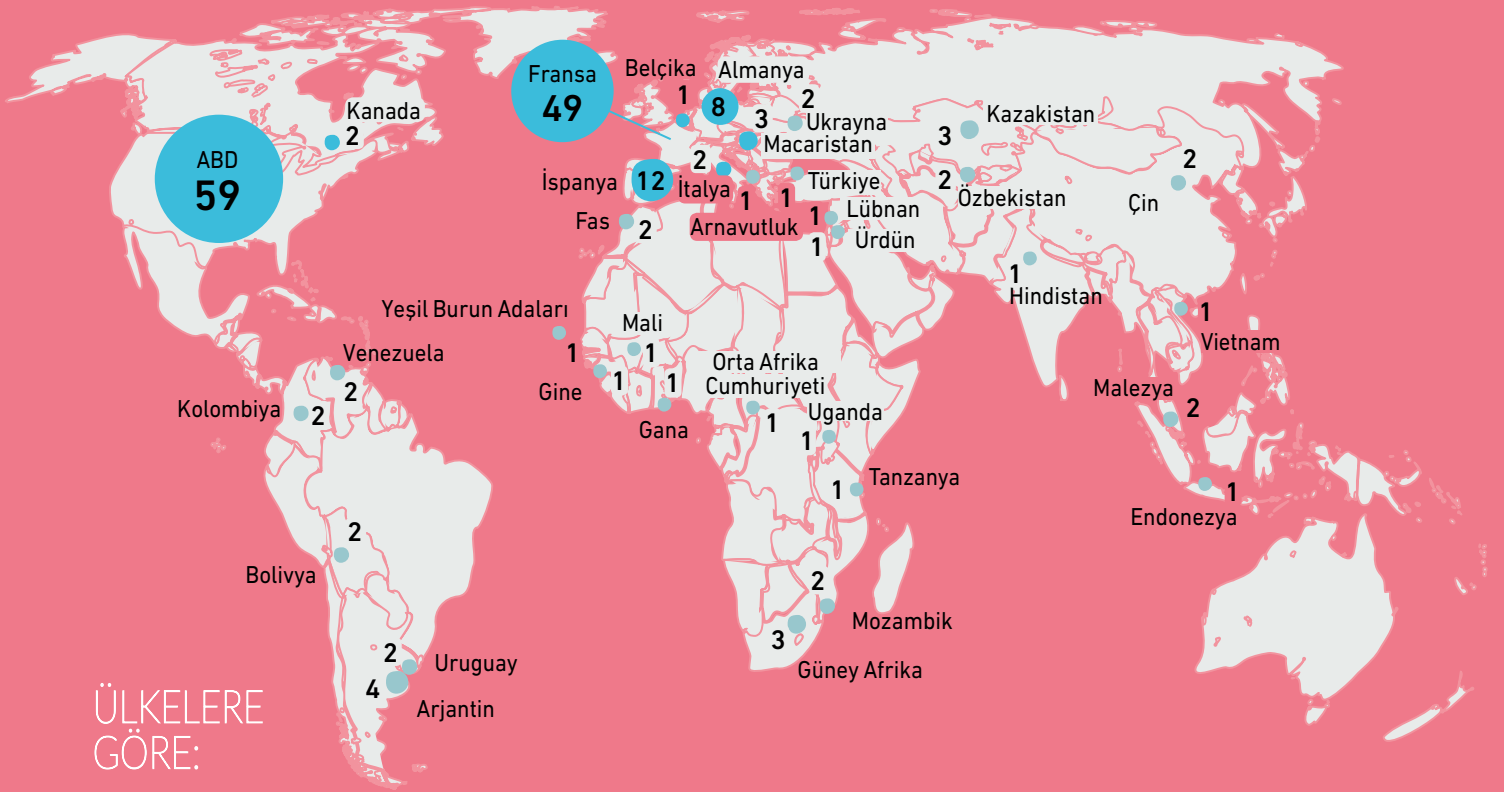 Kanada
2
ABD
59
Fransa
49
Belçika
1
Almanya
8
2
Ukrayna
3
Macaristan
İspanya
12
2
İtalya
1
Arnavutluk
1
Türkiye
Fas
2
1
Lübnan
1
Ürdün
3
Kazakistan
2
Özbekistan
2
Çin
1
Hindistan
1
Vietnam
Malezya
2
1
Endonezya
Yeşil Burun Adaları
1
Mali
1
Gine
1
1
Gana
Orta Afrika
Cumhuriyeti
1
Uganda
1
1
Tanzanya
2
Mozambik
3
Güney Afrika
Venezuela
2
Kolombiya
2
2
Bolivya
2
Uruguay
4
Arjantin
ÜLKELERE
GÖRE: